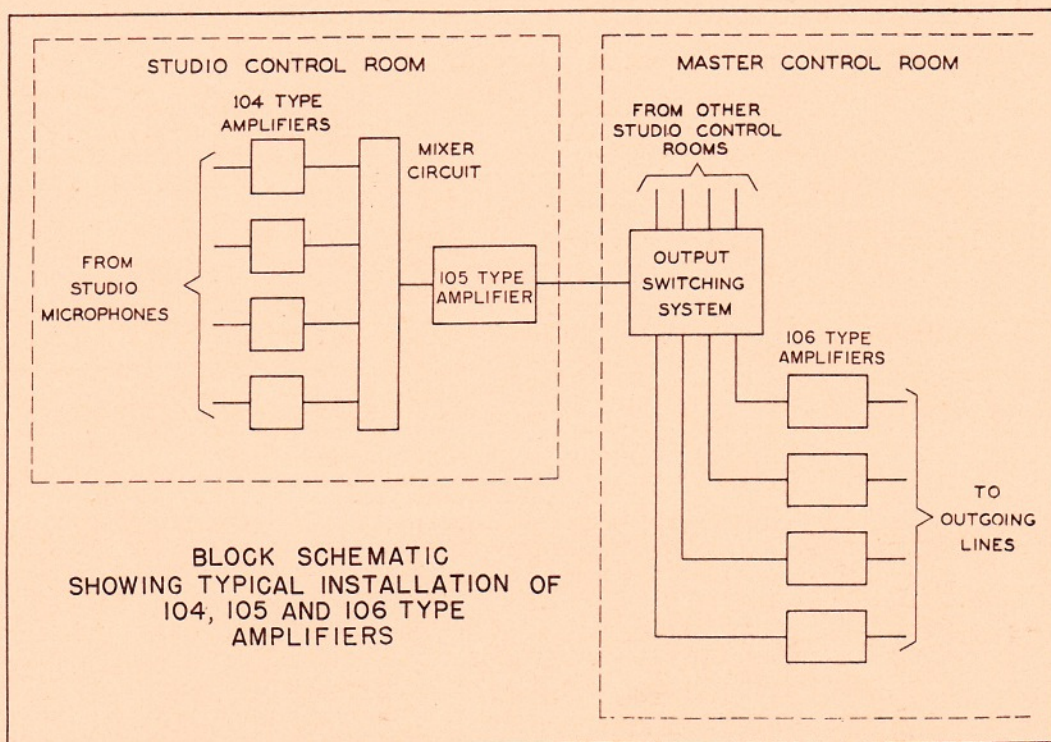 STUDIO CONTROL ROOM
104 TYPE
AMPLIFIERS
MIXER
CIRCUIT
FROM
STUDIO
MICROPHONES
105 TYPE
AMPLIFIER
MASTER CONTROL ROOM
FROM OTHER
STUDIO CONTROL
ROOMS
OUTPUT
SWITCHING
SYSTEM
106 TYPE
AMPLIFIERS
TO
OUTGOING
LINES
BLOCK SCHEMATIC
SHOWING TYPICAL INSTALLATION OF
104, 105 AND 106 TYPE
AMPLIFIERS